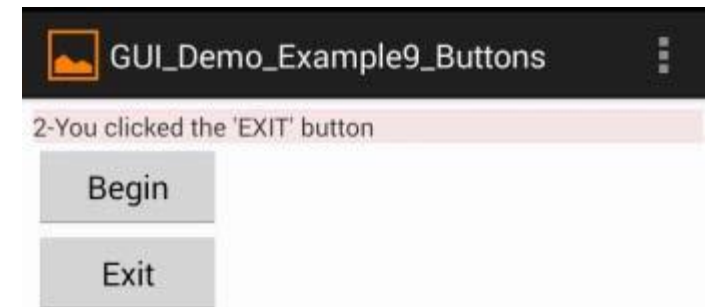 GUI_Demo_Example9_Buttons
2-You clicked the 'EXIT' button
Begin
Exit